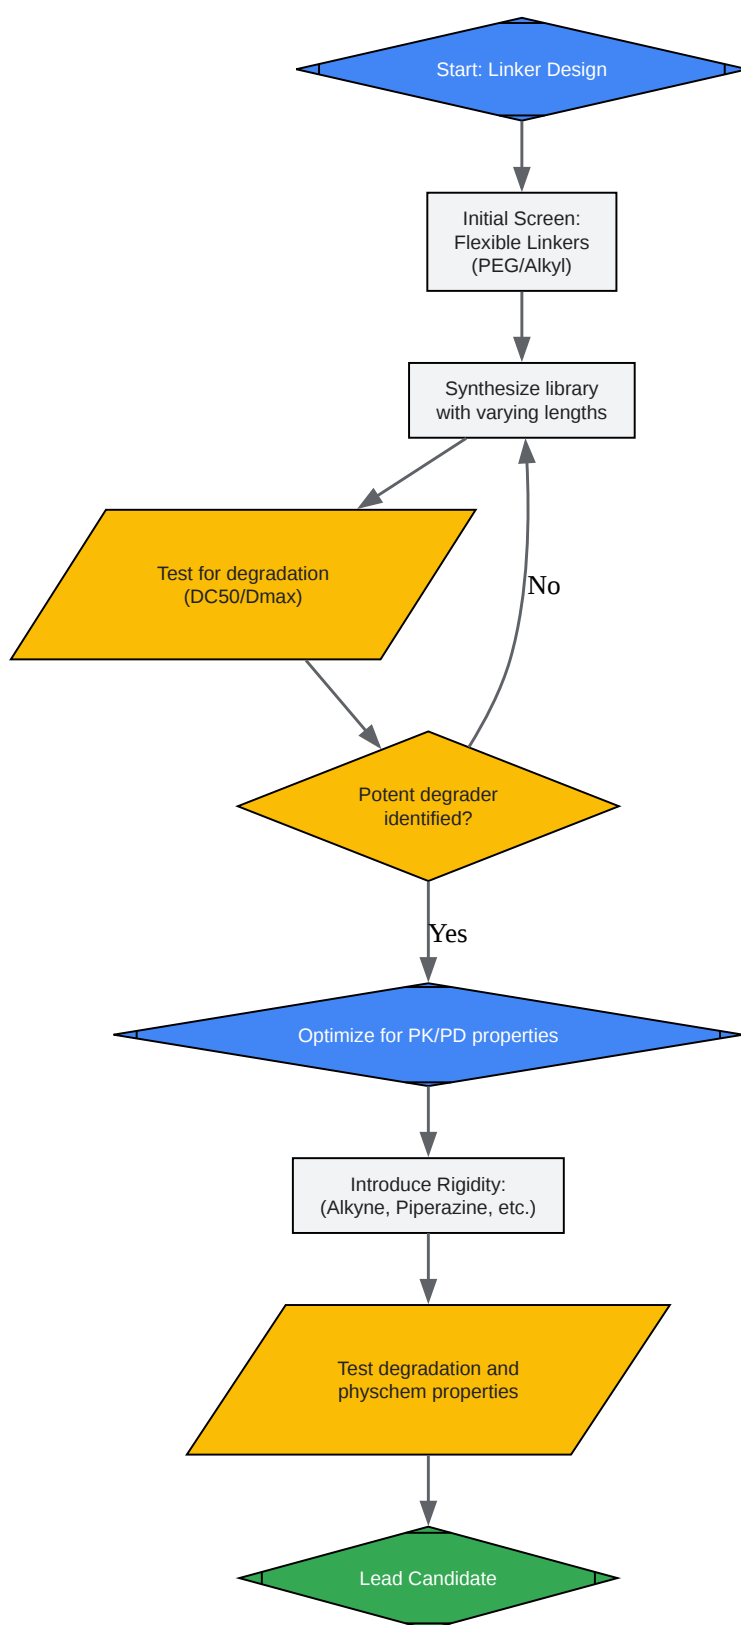 Start: Linker Design
Initial Screen:
Flexible Linkers
(PEG/Alkyl)
Synthesize library
with varying lengths
Test for degradation
(DC50/Dmax)
No
Potent degrader
identified?
Yes
Optimize for PK/PD properties
Introduce Rigidity:
(Alkyne, Piperazine, etc.)
Test degradation and
physchem properties
Lead Candidate